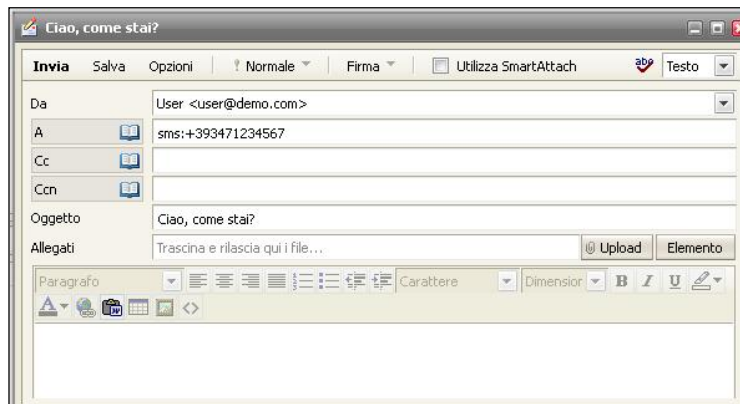 Ciao, come stai?
Invia Salva Opzioni ! Normale Firma Utilizza SmartAttach abc Testo
Da User <user@demo.com>
A sms:+393471234567
Cc
Ccn
Oggetto Ciao, come stai?
Allegati Trascina e rilascia qui i file... Upload Elemento
Paragrafo Carattere Dimensior B I U
A